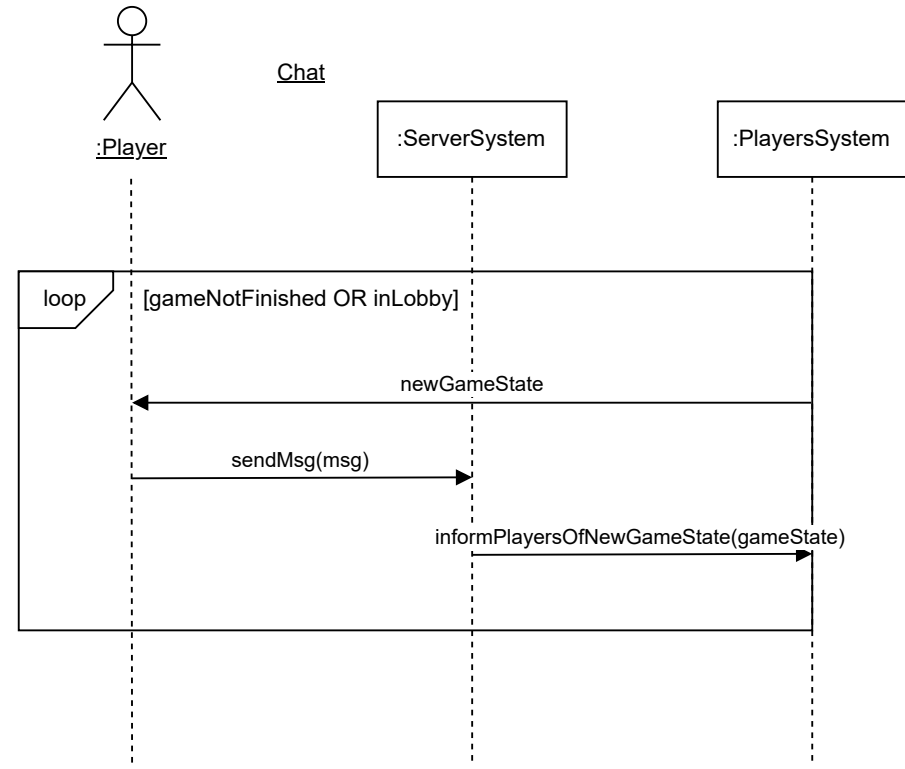 Chat
:Player
:ServerSystem
:PlayersSystem
loop
[gameNotFinished OR inLobby]
newGameState
sendMsg(msg)
informPlayersOfNewGameState(gameState)